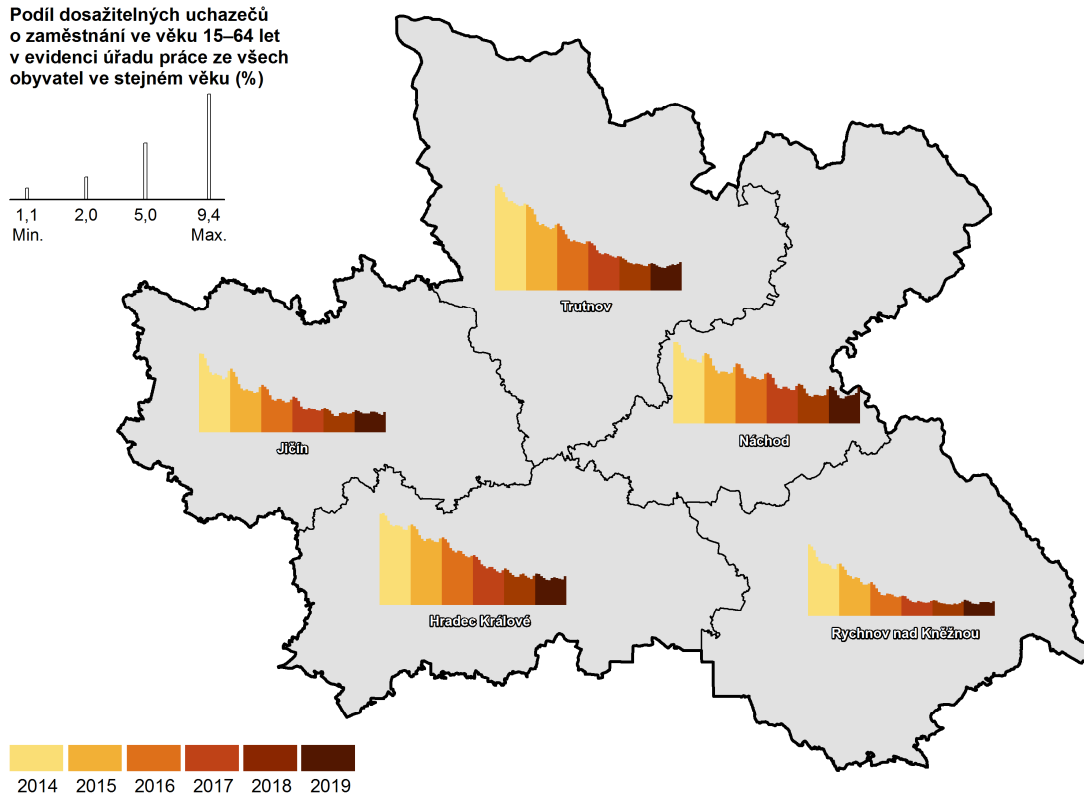 Podíl dosažitelných uchazečů
o zaměstnání ve věku 15–64 let
v evidenci úřadu práce ze všech
obyvatel ve stejném věku (%)
1,1 2,0 5,0 9,4
Min. Max.
Trutnov
Náchod
Jičín
Hradec Králové
Rychnov nad Kněžnou
2014 2015 2016 2017 2018 2019